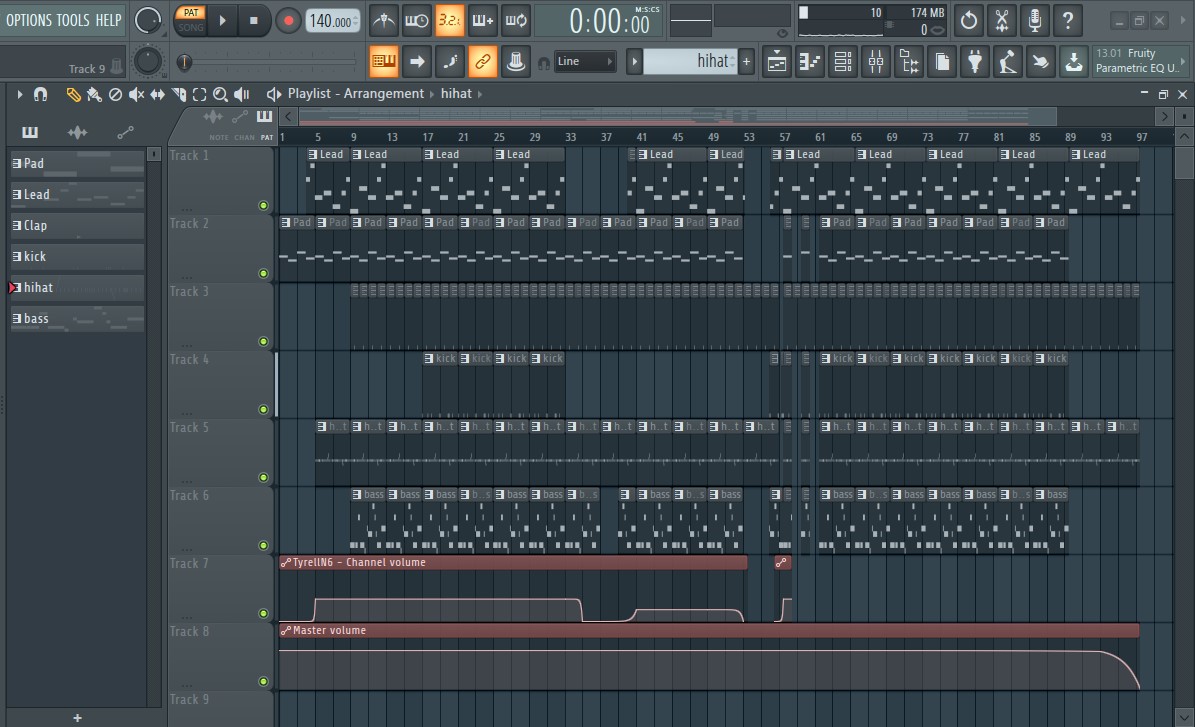 OPTIONS TOOLS HELP
PAT
SONG
140.000
3.2.
M:S:CS
0:00:00
10
174 MB
0
Track 9
Line
hihat
13.01 Fruity
Parametric EQ U..
Playlist - Arrangement hihat
NOTE CHAN PAT
1 5 9 13 17 21 25 29 33 37 41 45 49 53 57 61 65 69 73 77 81 85 89 93 97
Pad
Lead
Clap
kick
hihat
bass
Track 1
Lead Lead Lead Lead Lead Lead Lead Lead Lead Lead Lead
Track 2
Pad Pad Pad Pad Pad Pad Pad Pad Pad Pad Pad Pad Pad Pad Pad Pad Pad Pad Pad Pad
Track 3
Track 4
kick kick kick kick kick kick kick kick kick kick kick
Track 5
h..t h..t h..t h..t h..t h..t h..t h..t h..t h..t h..t h..t h..t h..t h..t h..t h..t h..t h..t h..t h..t h..t
Track 6
bass bass bass b..s bass bass b..s bass b..s bass bass b..s bass bass bass b..s bass
Track 7
TyrellN6 - Channel volume
Track 8
Master volume
Track 9